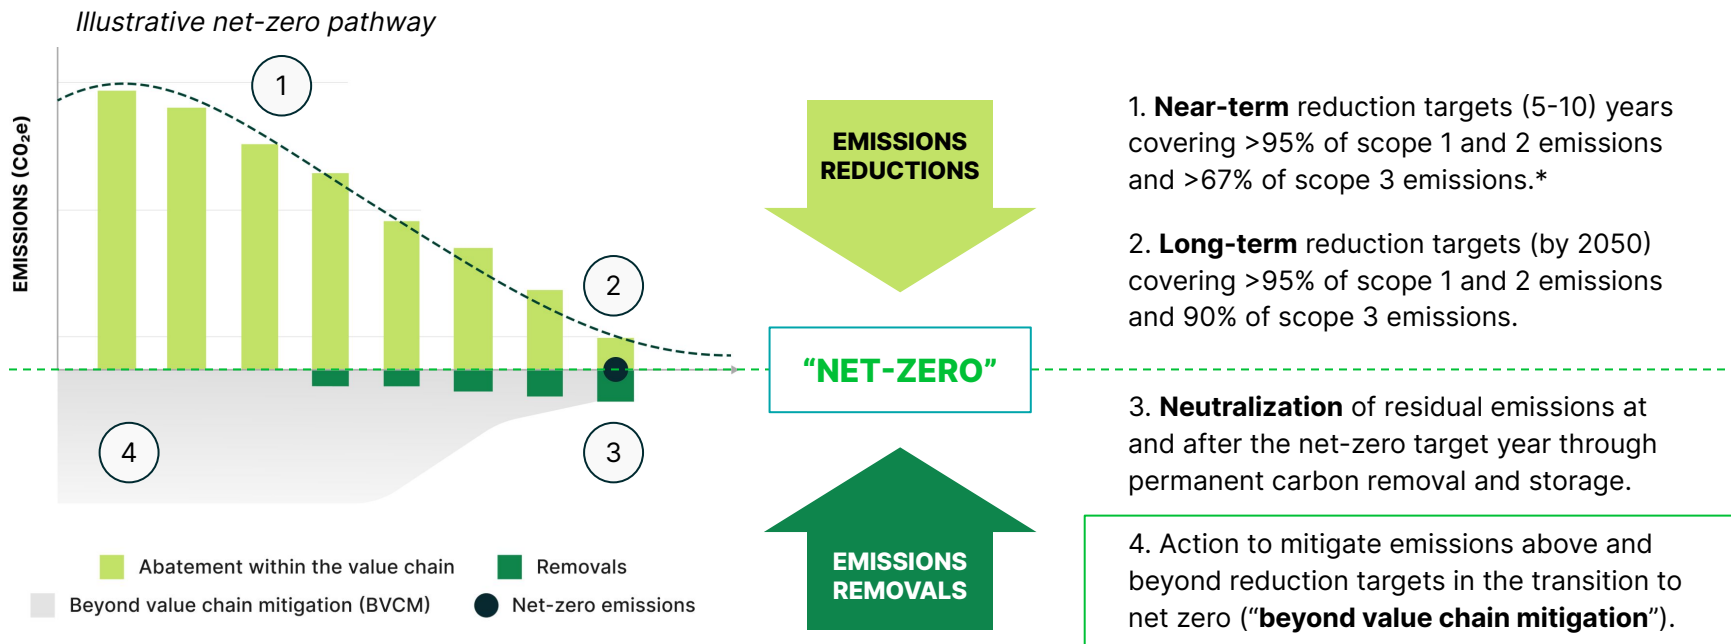 Illustrative net-zero pathway
EMISSIONS (CO₂e)
1
2
3
4
Abatement within the value chain
Removals
Beyond value chain mitigation (BVCM)
Net-zero emissions
EMISSIONS
REDUCTIONS
“NET-ZERO”
EMISSIONS
REMOVALS
1. Near-term reduction targets (5-10) years
covering >95% of scope 1 and 2 emissions
and >67% of scope 3 emissions.*
2. Long-term reduction targets (by 2050)
covering >95% of scope 1 and 2 emissions
and 90% of scope 3 emissions.
3. Neutralization of residual emissions at
and after the net-zero target year through
permanent carbon removal and storage.
4. Action to mitigate emissions above and
beyond reduction targets in the transition to
net zero (“beyond value chain mitigation”).